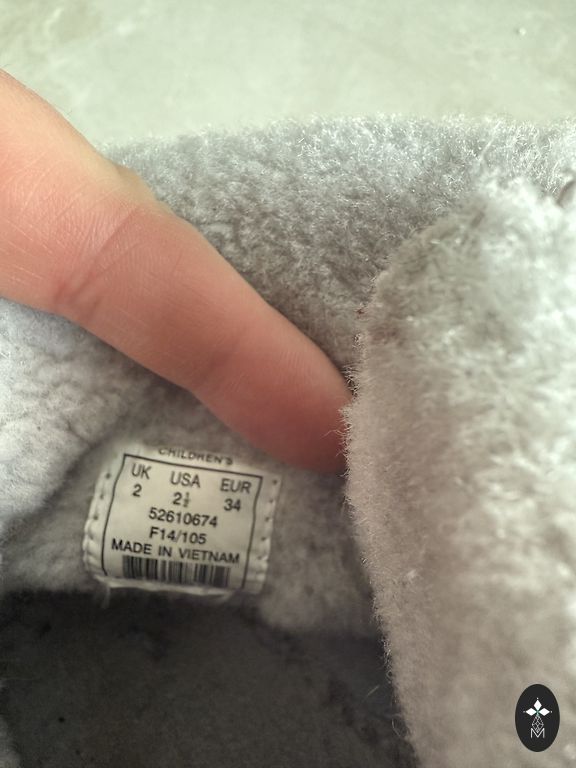 CHILDREN'S
UK USA EUR
2 2½ 34
52610674
F14/105
MADE IN VIETNAM
M